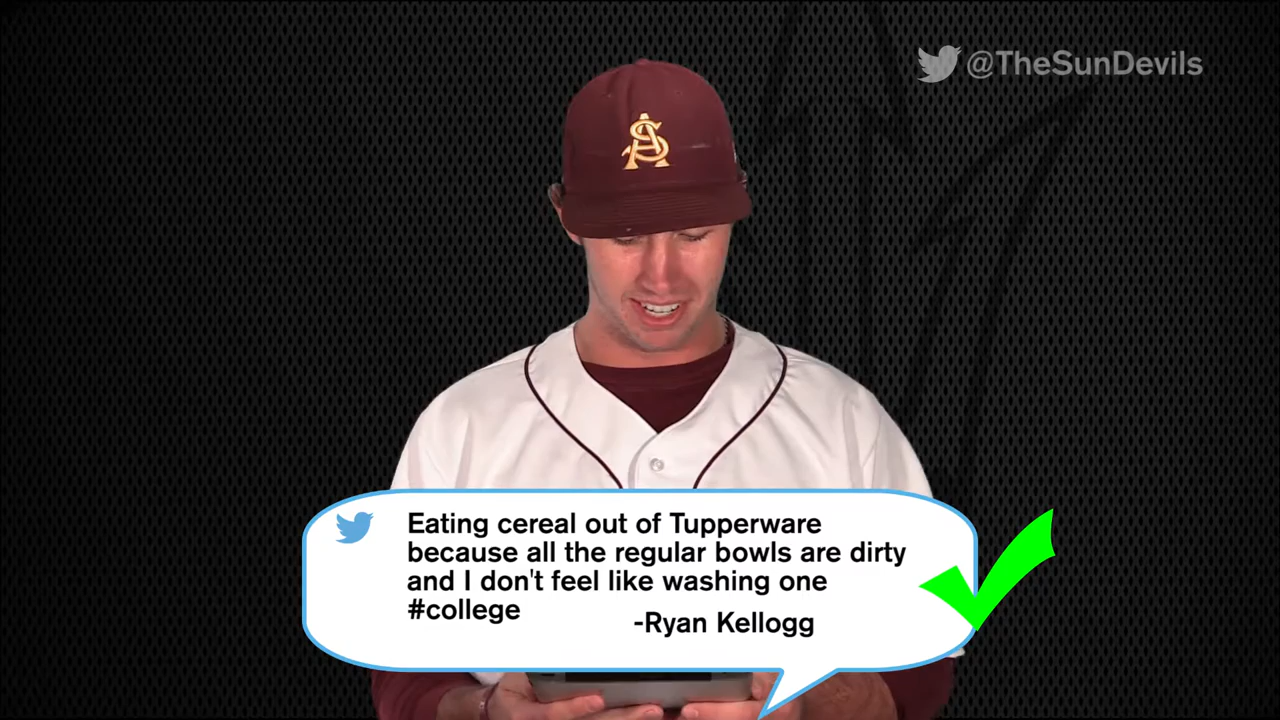 @TheSunDevils
AS
Eating cereal out of Tupperware
because all the regular bowls are dirty
and I don't feel like washing one
#college
-Ryan Kellogg